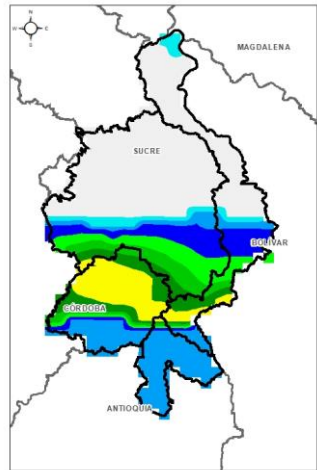 N
W E
S
MAGDALENA
SUCRE
BOLIVAR
CÓRDOBA
ANTIOQUIA